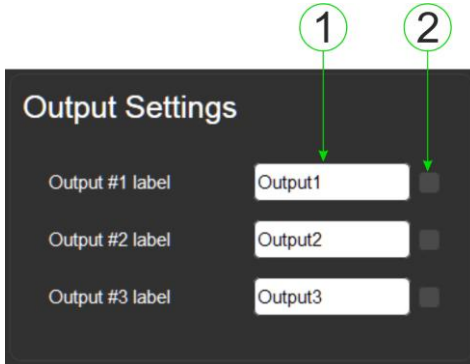 1 2
Output Settings
Output #1 label Output1
Output #2 label Output2
Output #3 label Output3